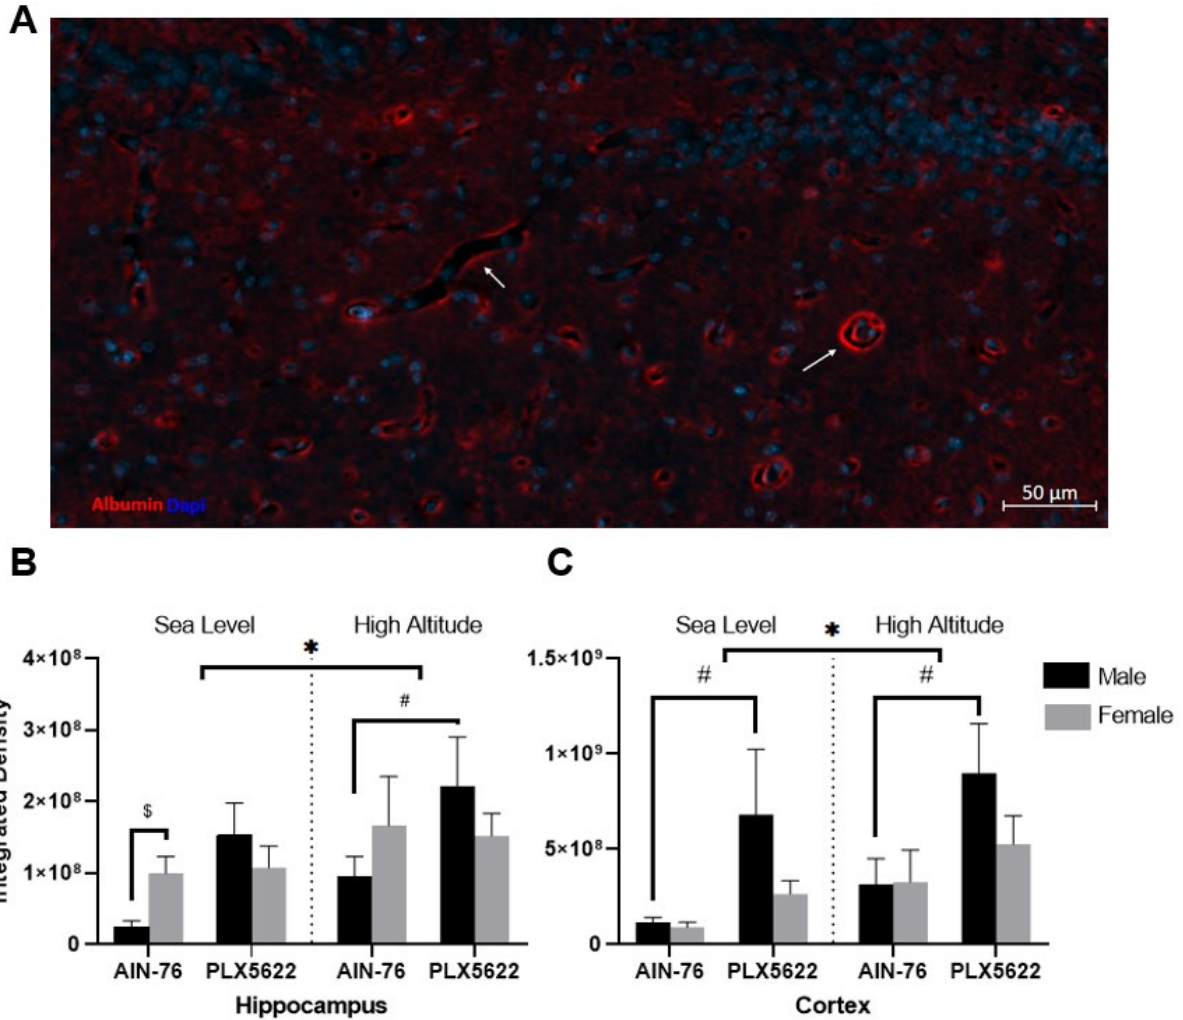 A
Albumin Dapi
50 µm
B
C
Sea Level
*
High Altitude
Sea Level
*
High Altitude
4×10⁸
3×10⁸
2×10⁸
1×10⁸
0
Integrated Density
$
#
AIN-76
PLX5622
AIN-76
PLX5622
Hippocampus
1.5×10⁹
1×10⁹
5×10⁸
0
#
#
AIN-76
PLX5622
AIN-76
PLX5622
Cortex
Male
Female